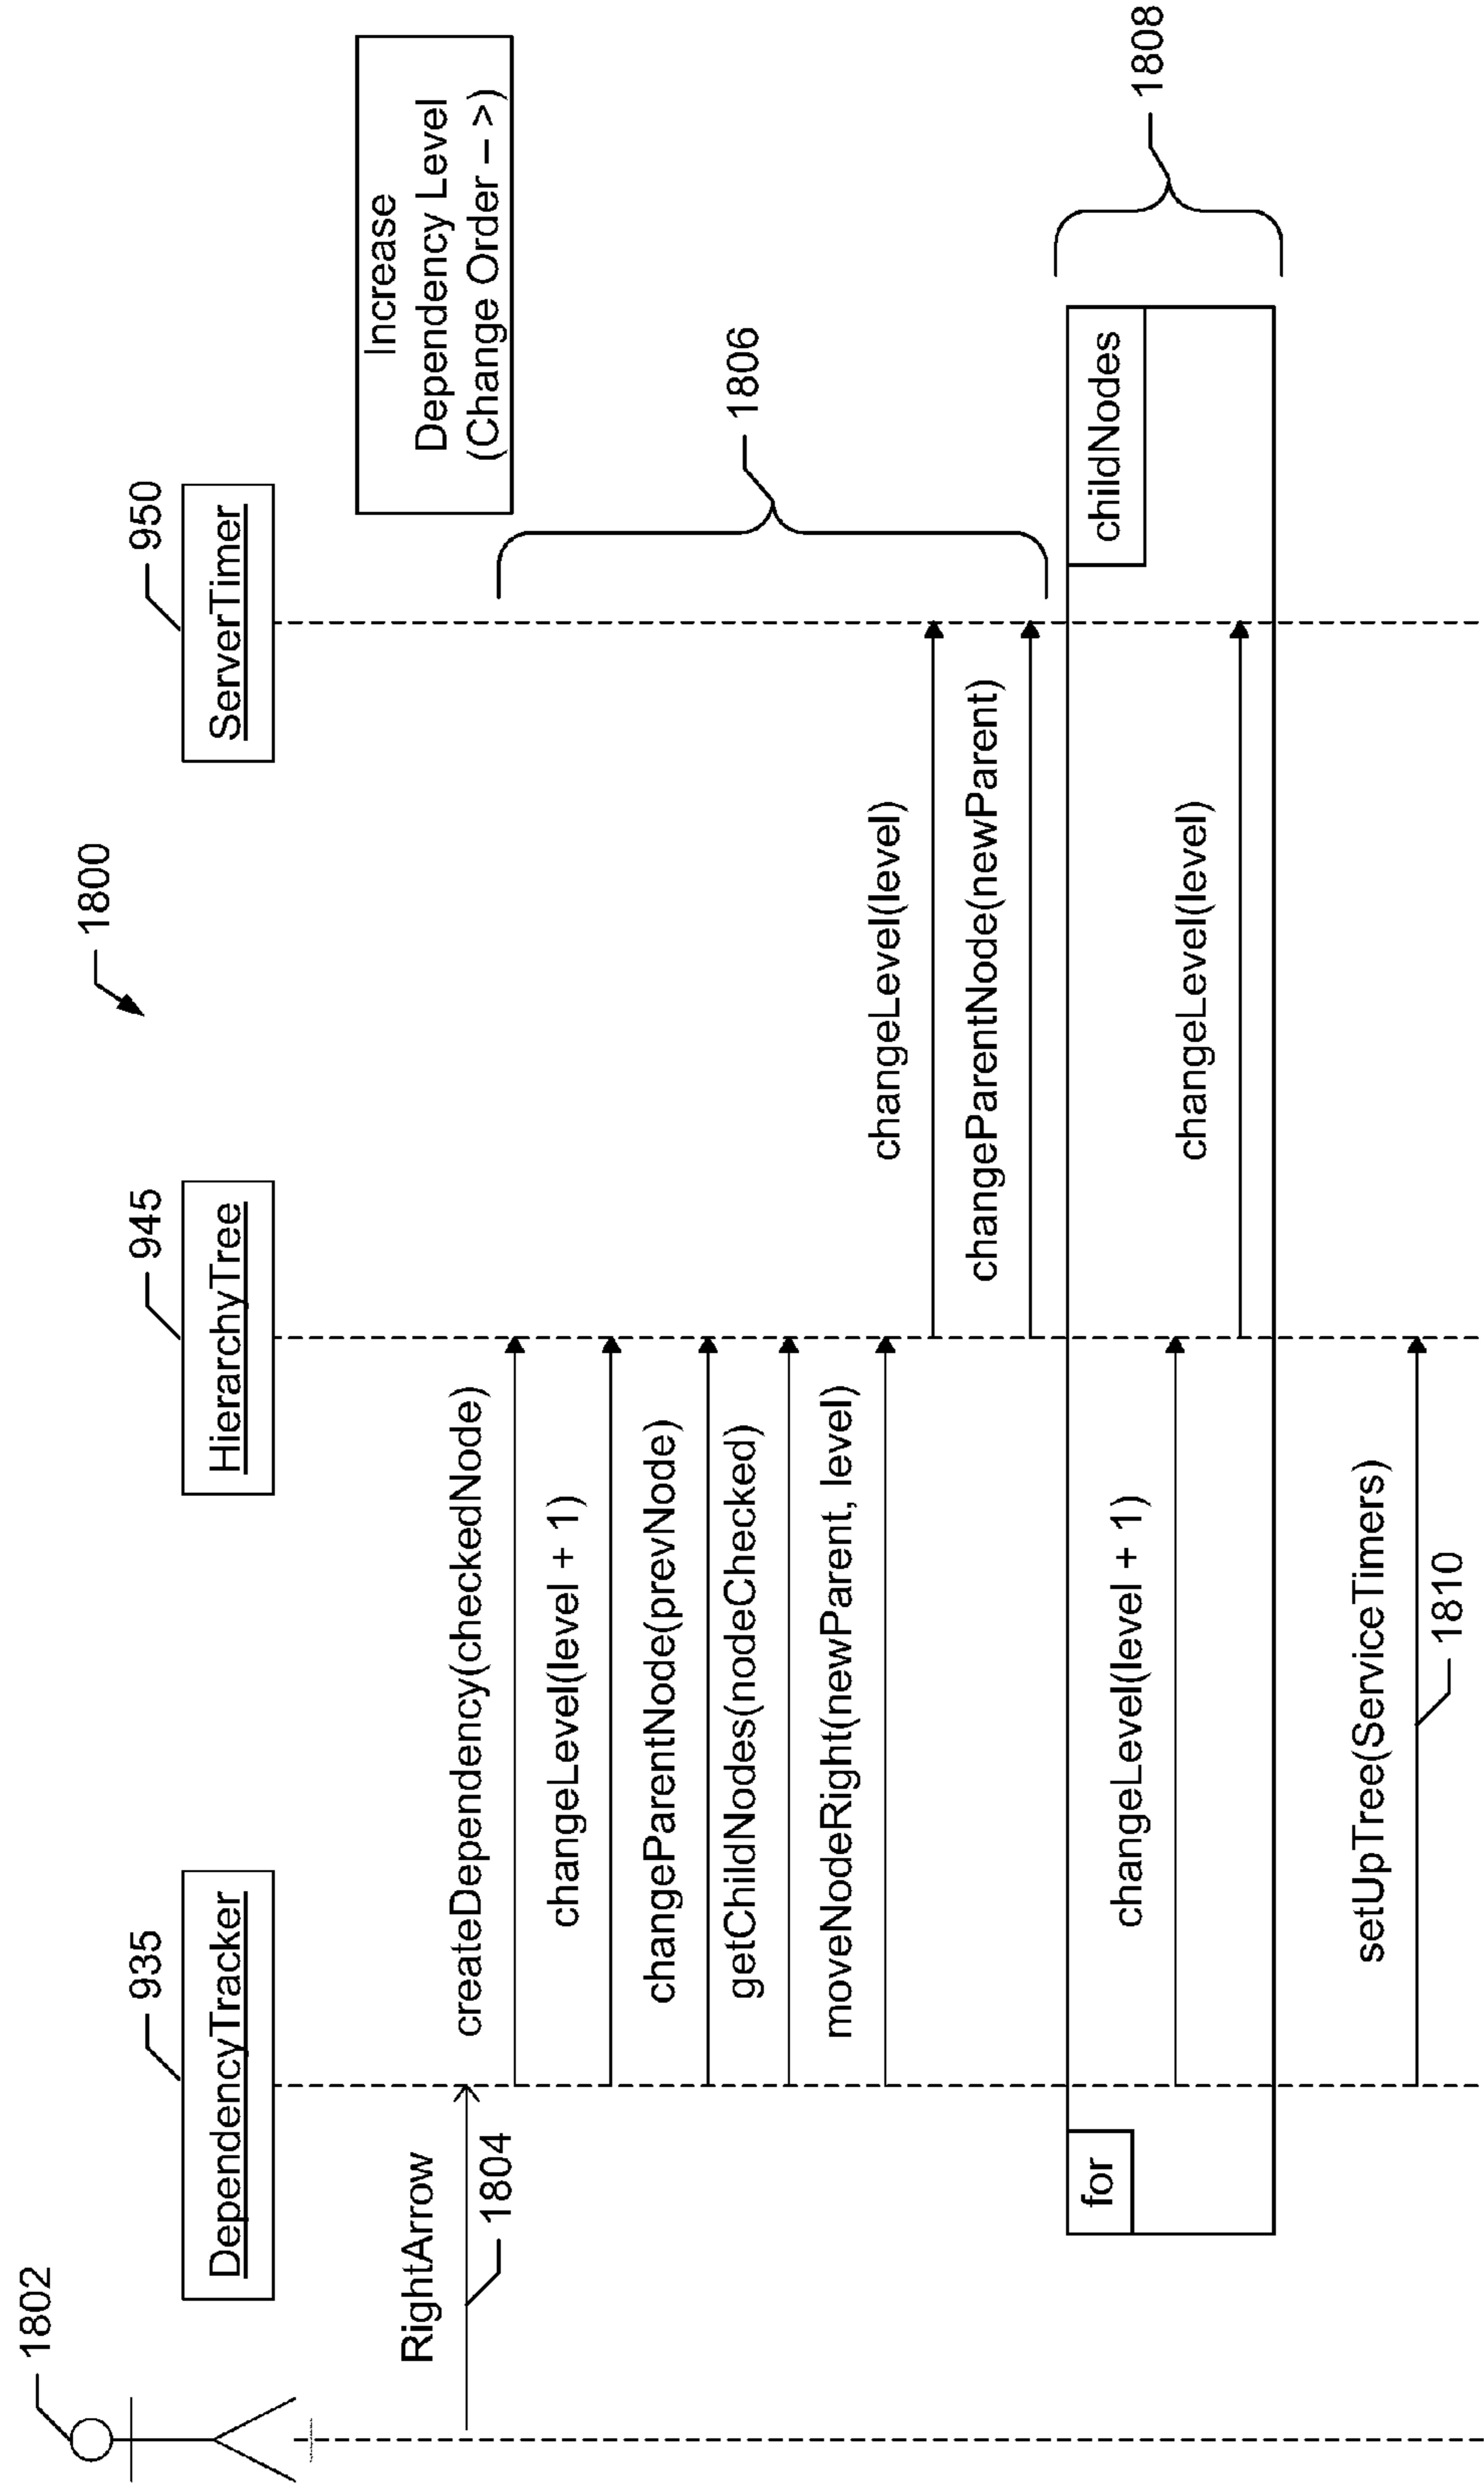 1800
1802
935
945
950
DependencyTracker
HierarchyTree
ServerTimer
Increase
Dependency Level
(Change Order – >)
RightArrow
1804
createDependency(checkedNode)
changeLevel(level + 1)
changeParentNode(prevNode)
getChildNodes(nodeChecked)
moveNodeRight(newParent, level)
changeLevel(level)
changeParentNode(newParent)
1806
for
childNodes
changeLevel(level + 1)
changeLevel(level)
1808
setUpTree(ServiceTimers)
1810